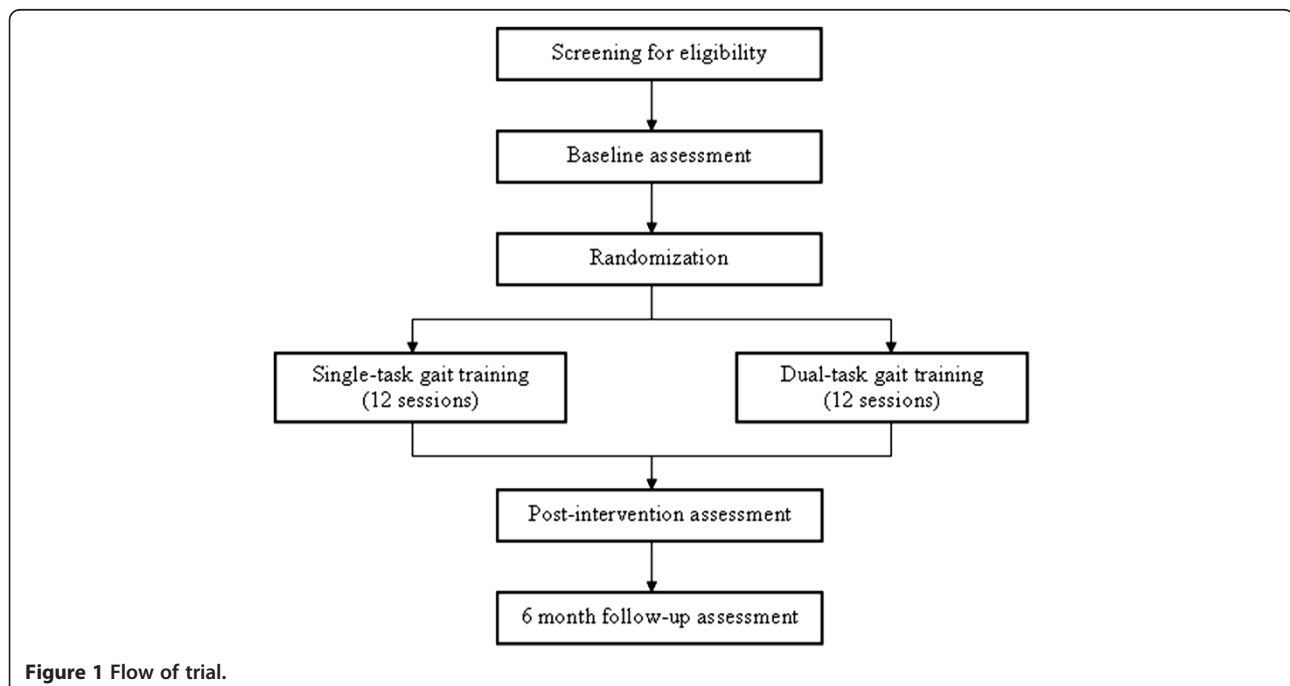 Screening for eligibility
Baseline assessment
Randomization
Single-task gait training
(12 sessions)
Dual-task gait training
(12 sessions)
Post-intervention assessment
6 month follow-up assessment
Figure 1 Flow of trial.